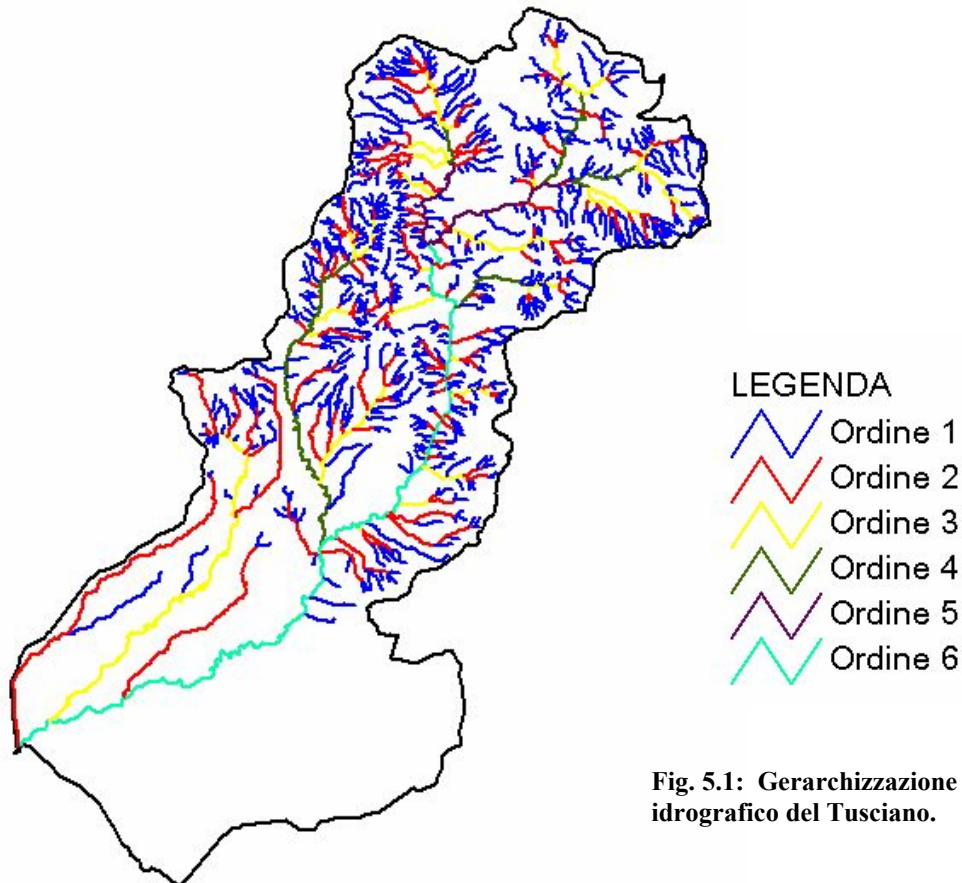 LEGENDA
Ordine 1
Ordine 2
Ordine 3
Ordine 4
Ordine 5
Ordine 6
Fig. 5.1: Gerarchizzazione
idrografico del Tusciano.